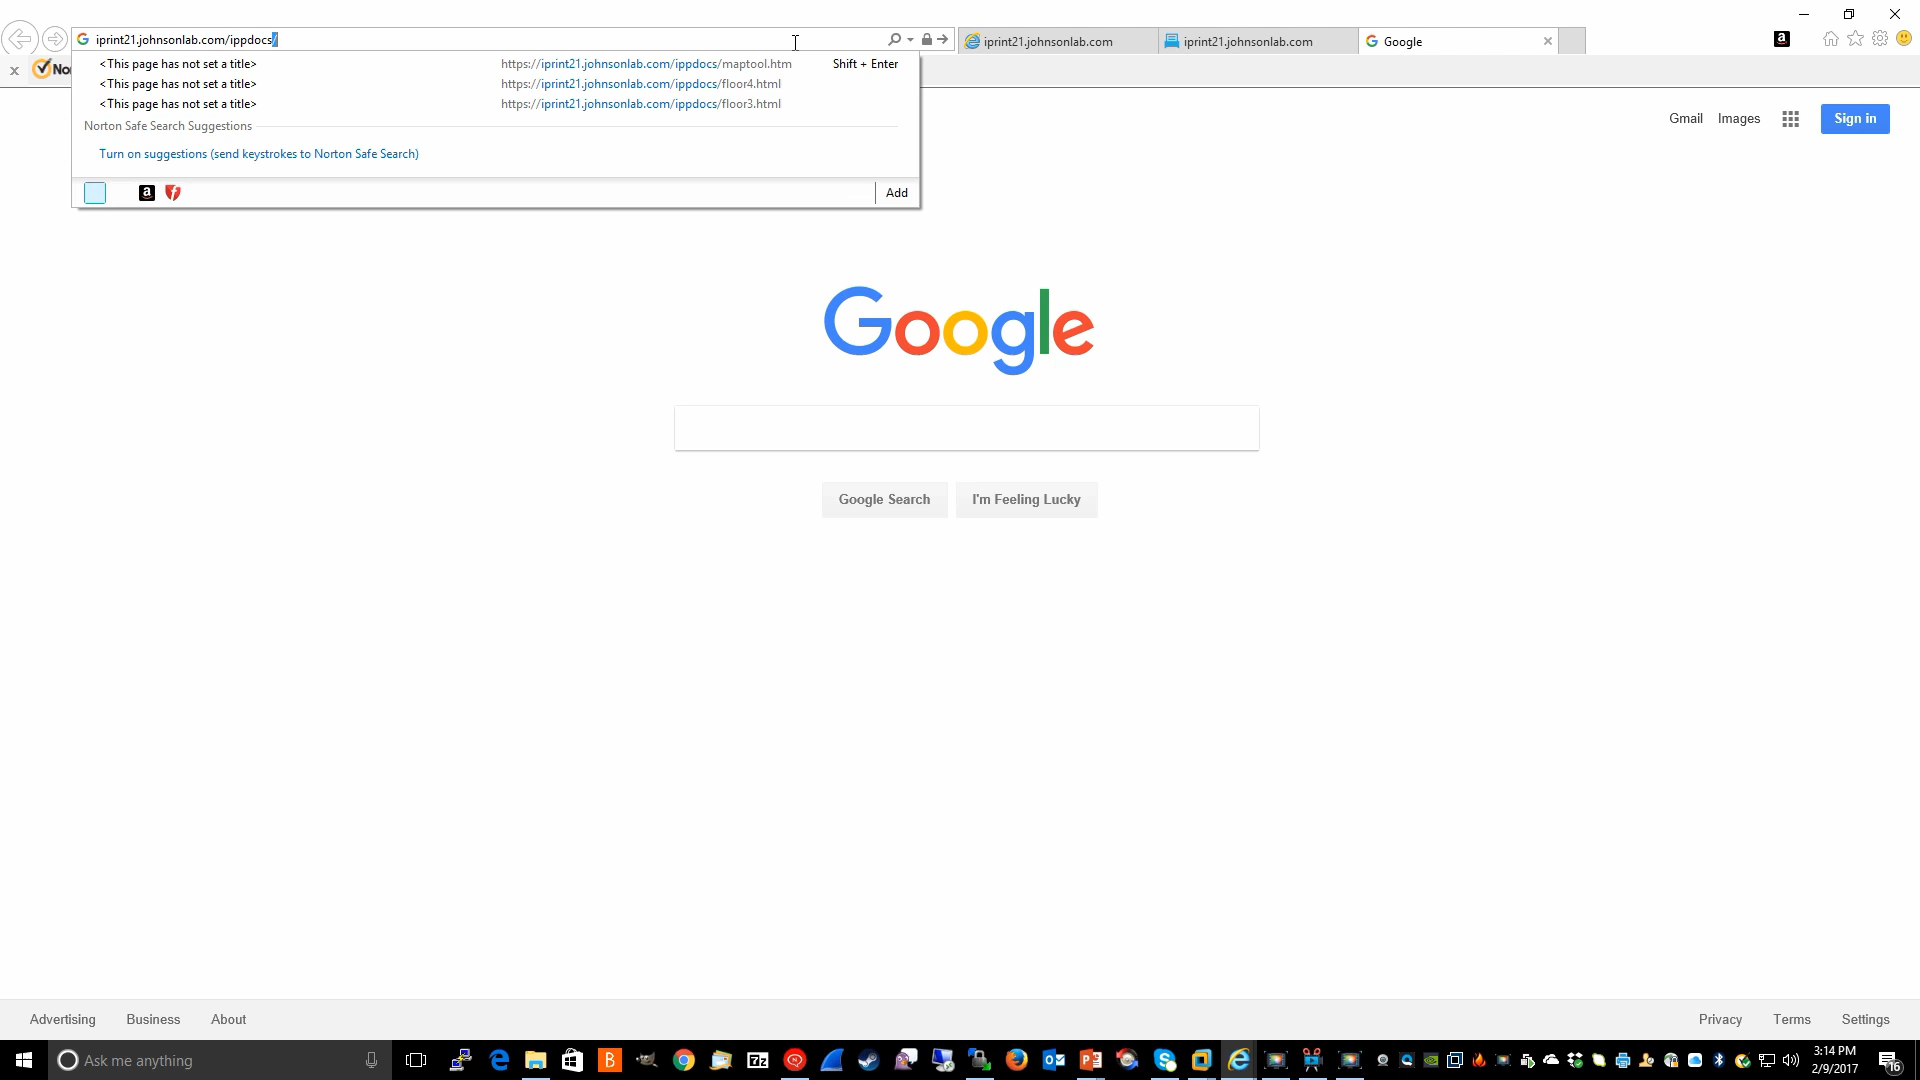 iprint21.johnsonlab.com/ippdocs/
iprint21.johnsonlab.com
iprint21.johnsonlab.com
Google
<This page has not set a title> https://iprint21.johnsonlab.com/ippdocs/maptool.htm Shift + Enter
<This page has not set a title> https://iprint21.johnsonlab.com/ippdocs/floor4.html
<This page has not set a title> https://iprint21.johnsonlab.com/ippdocs/floor3.html
Norton Safe Search Suggestions
Turn on suggestions (send keystrokes to Norton Safe Search)
Add
Gmail Images Sign in
Google
Google Search I'm Feeling Lucky
Advertising Business About Privacy Terms Settings
Ask me anything
3:14 PM
2/9/2017
16